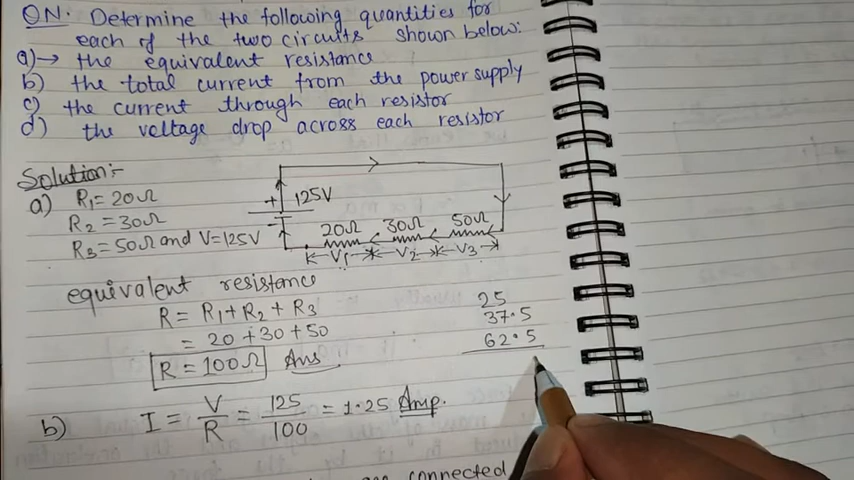 QN: Determine the following quantities for
each of the two circuits shown below:
a)→ the equivalent resistance
b) the total current from the power supply
c) the current through each resistor
d) the voltage drop across each resistor
Solution:-
a) R1 = 20Ω
R2 = 30Ω
R3 = 50Ω and V = 125V
+ 125V
-
20Ω 30Ω 50Ω
V1 V2 V3
equivalent resistance
R = R1 + R2 + R3
= 20 + 30 + 50
R = 100Ω Ans
25
37.5
62.5
b) I = V/R = 125/100 = 1.25 Amp.
connected